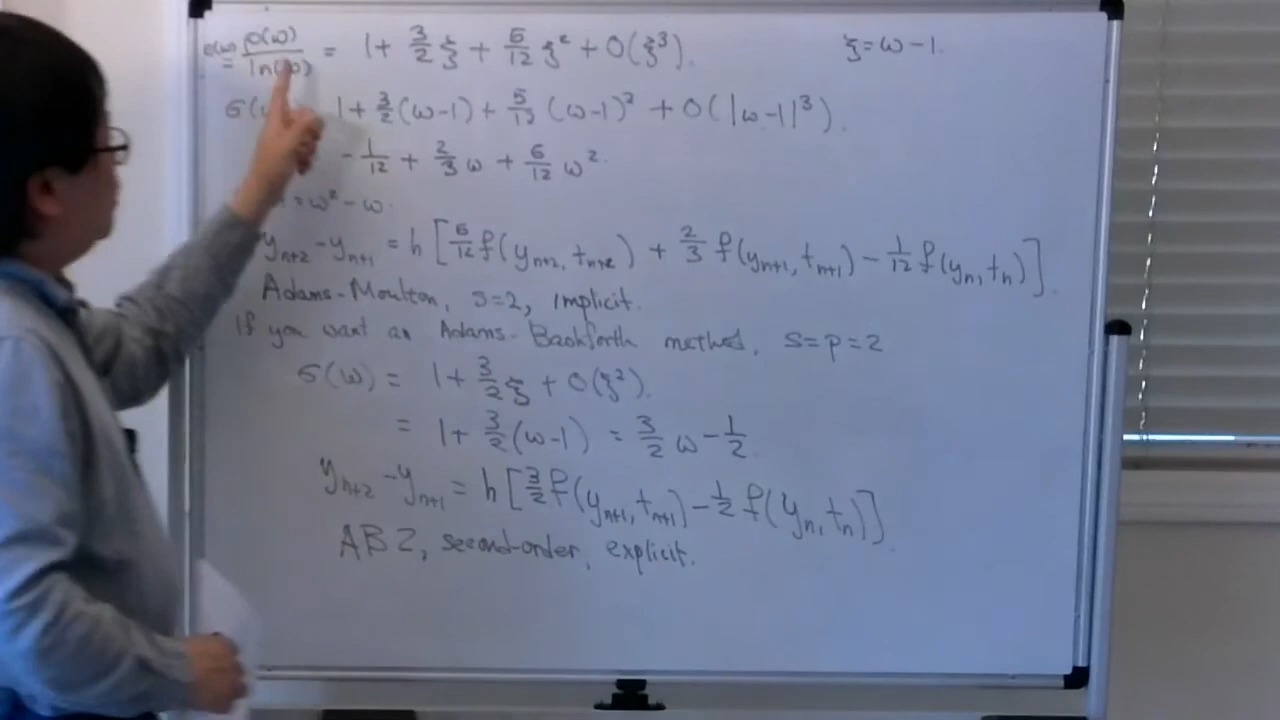 ρ(ω)/ln(ω) = 1 + 3/2 ξ + 5/12 ξ² + O(ξ³). ξ = ω - 1.
σ( 1 + 3/2 (ω-1) + 5/12 (ω-1)² + O(|ω-1|³).
-1/12 + 2/3 ω + 5/12 ω².
= ω² - ω.
y_{n+2} - y_{n+1} = h [5/12 f(y_{n+2}, t_{n+2}) + 2/3 f(y_{n+1}, t_{n+1}) - 1/12 f(y_n, t_n)].
Adams-Moulton, s=2, implicit.
If you want an Adams-Bashforth method, s=p=2
σ(ω) = 1 + 3/2 ξ + O(ξ²).
= 1 + 3/2 (ω-1) = 3/2 ω - 1/2.
y_{n+2} - y_{n+1} = h [3/2 f(y_{n+1}, t_{n+1}) - 1/2 f(y_n, t_n)].
AB2, second-order, explicit.